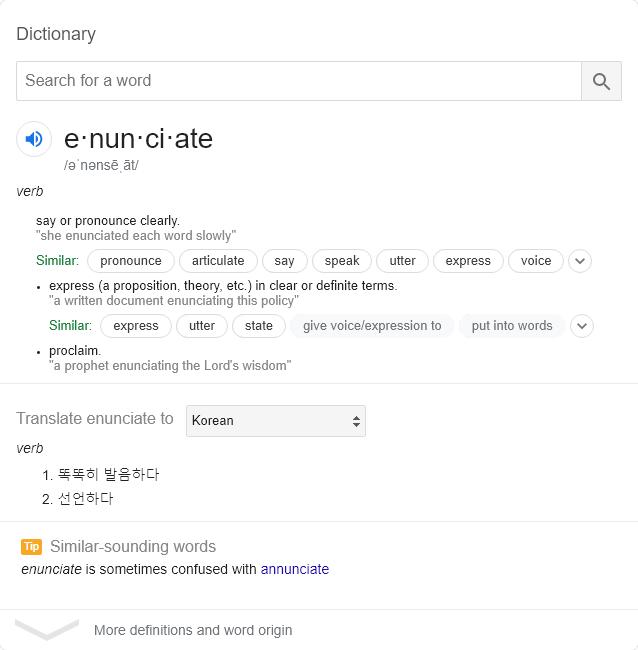 Dictionary
Search for a word
e·nun·ci·ate
/əˈnənsēˌāt/
verb
say or pronounce clearly.
"she enunciated each word slowly"
Similar: pronounce articulate say speak utter express voice
• express (a proposition, theory, etc.) in clear or definite terms.
"a written document enunciating this policy"
Similar: express utter state give voice/expression to put into words
• proclaim.
"a prophet enunciating the Lord's wisdom"
Translate enunciate to Korean
verb
1. 똑똑히 발음하다
2. 선언하다
Tip Similar-sounding words
enunciate is sometimes confused with annunciate
More definitions and word origin